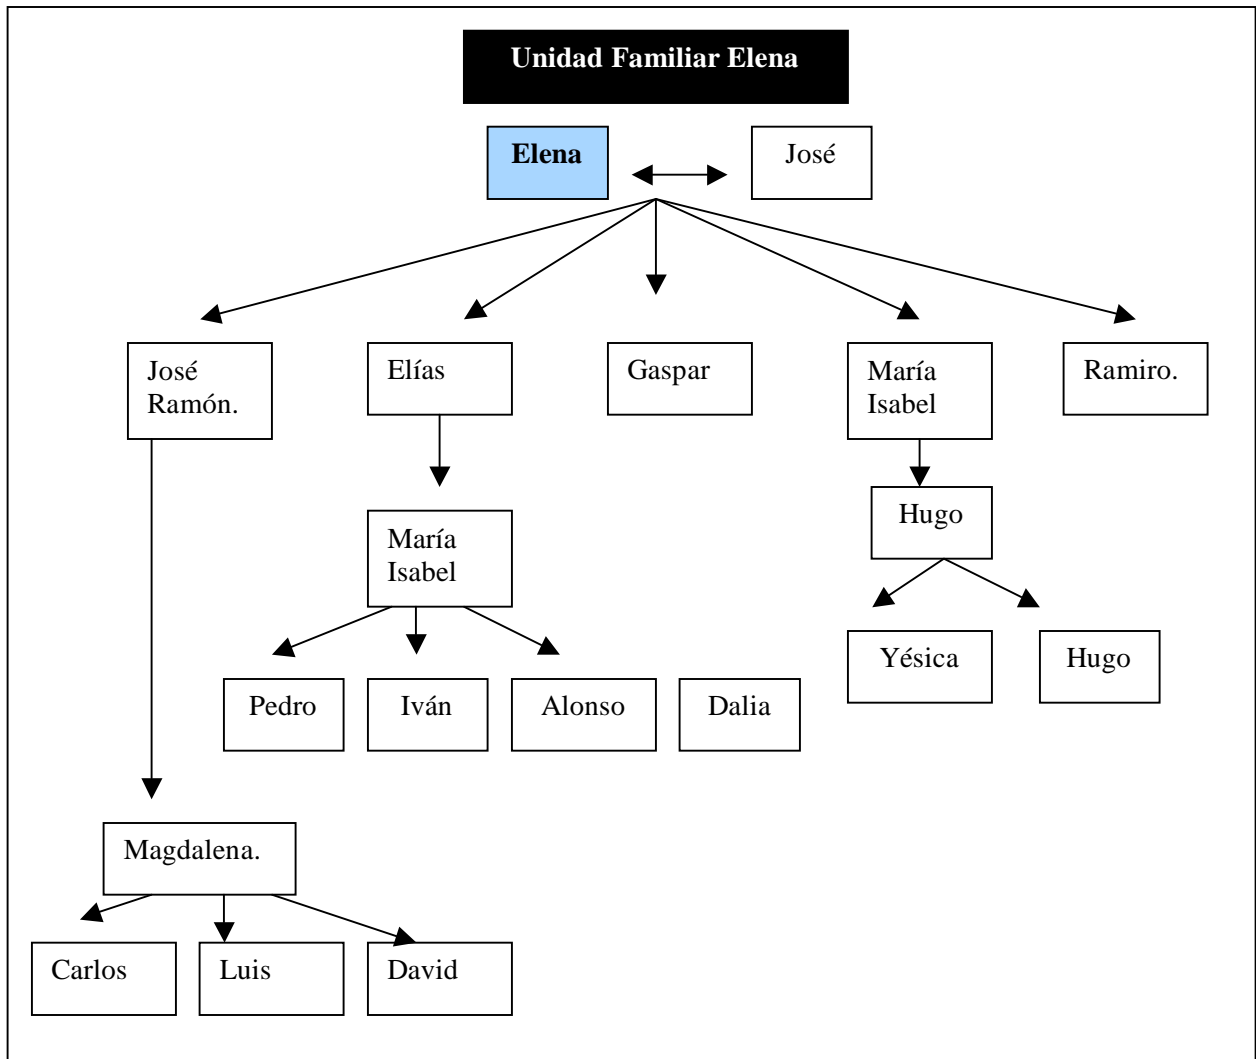 Unidad Familiar Elena
Elena
José
José
Ramón.
Elías
Gaspar
María
Isabel
Ramiro.
Hugo
María
Isabel
Yésica
Hugo
Pedro
Iván
Alonso
Dalia
Magdalena.
Carlos
Luis
David